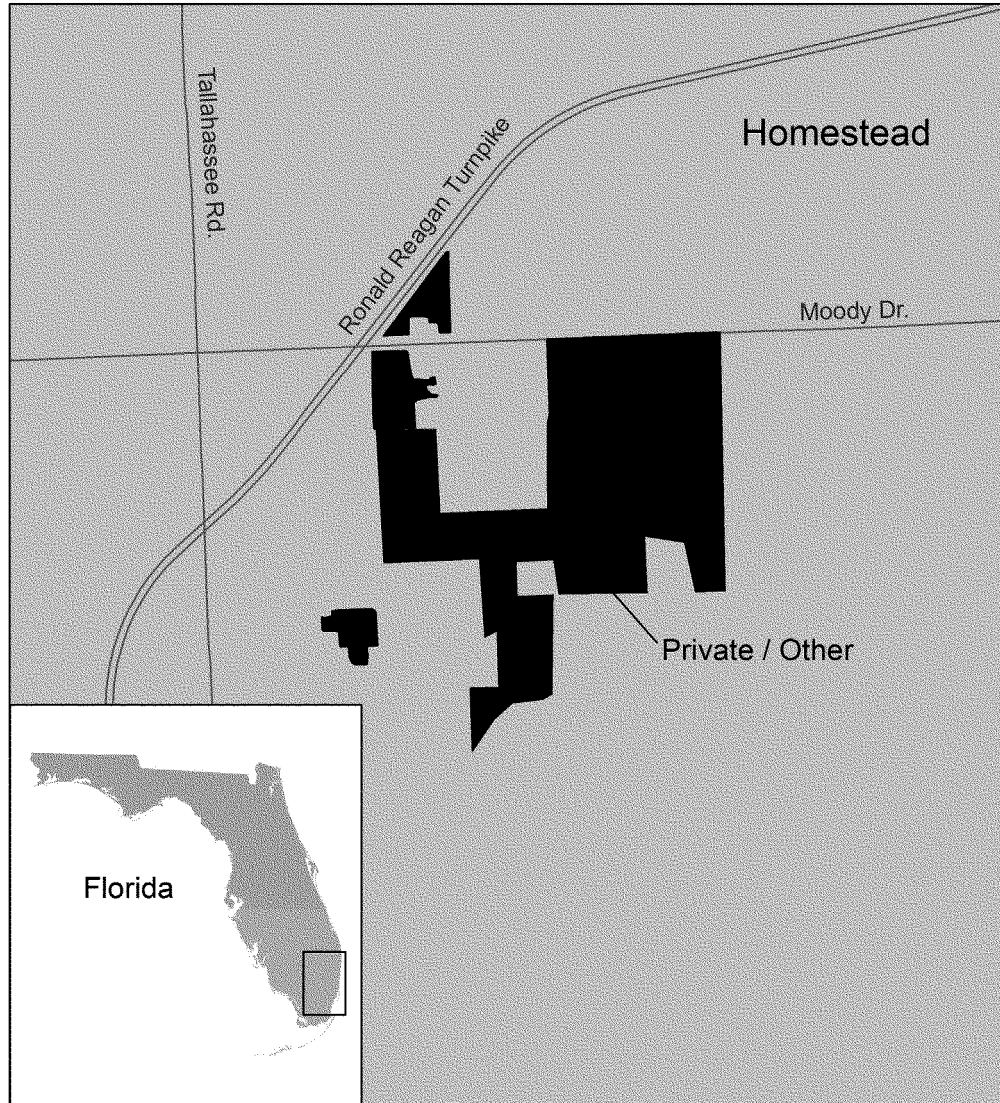 Tallahassee Rd.
Ronald Reagan Turnpike
Homestead
Moody Dr.
Private / Other
Florida